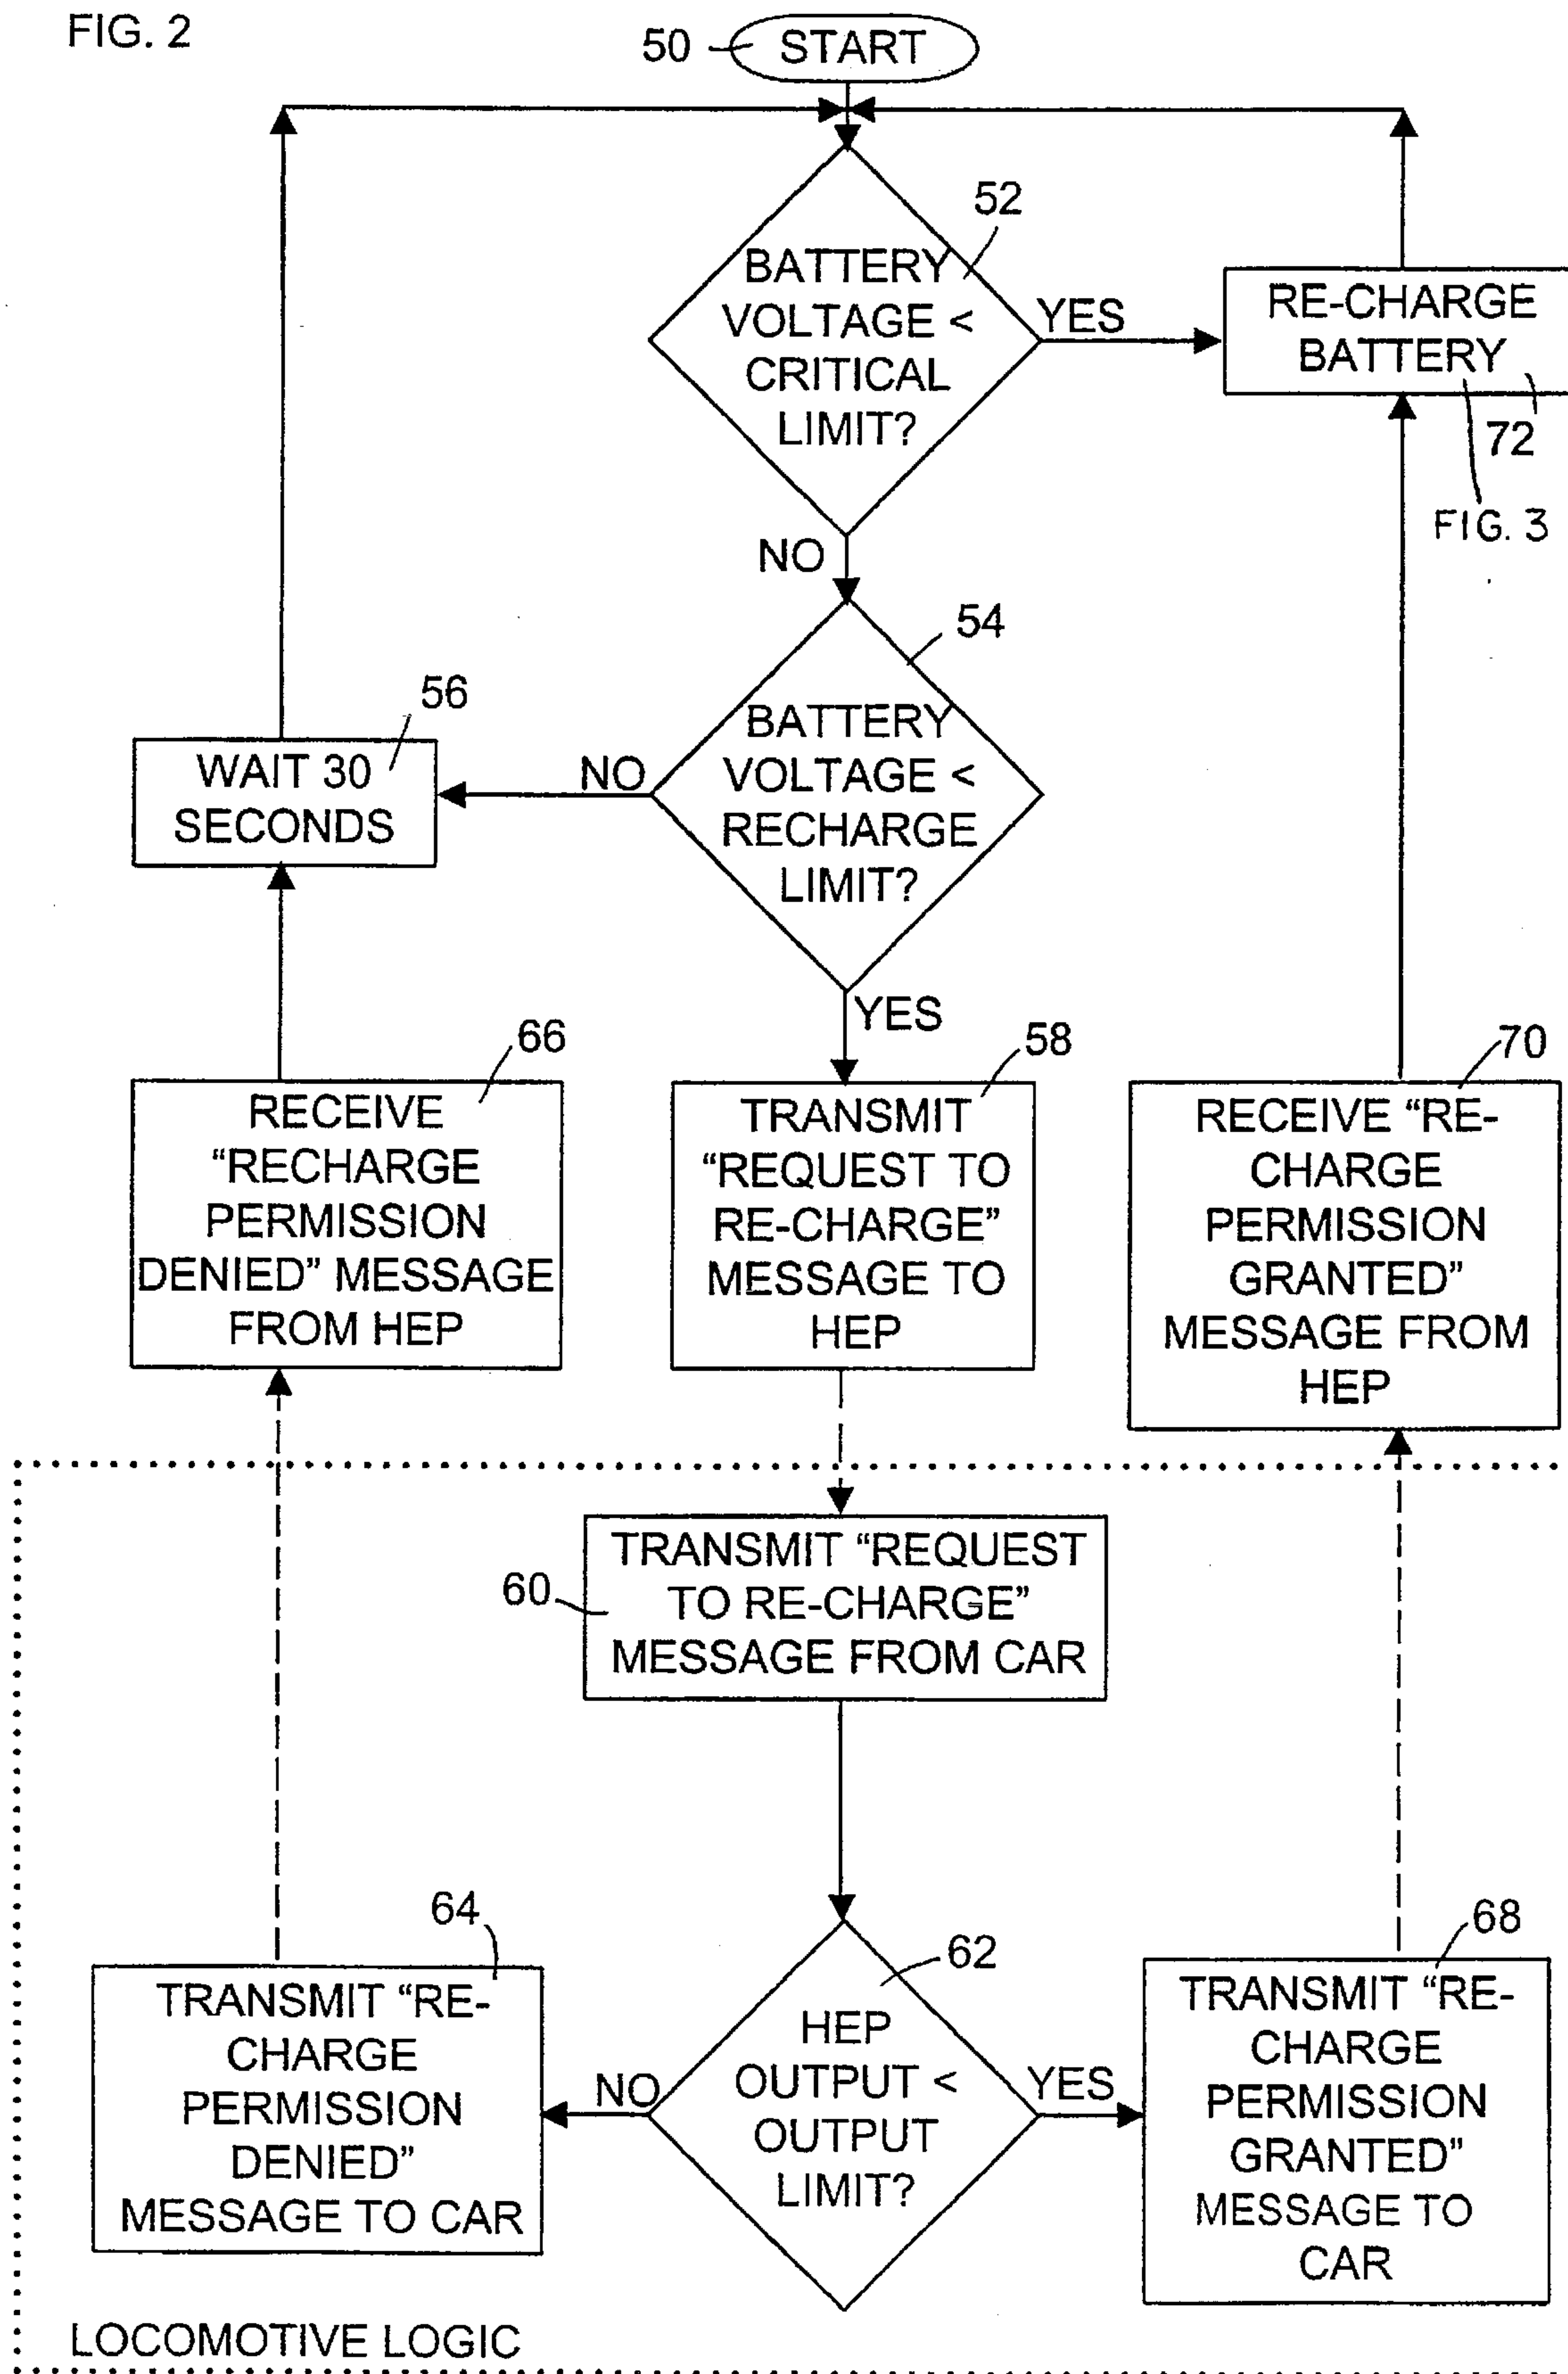 FIG. 2
50
START
52
BATTERY
VOLTAGE <
CRITICAL
LIMIT?
YES
RE-CHARGE
BATTERY
72
FIG. 3
NO
54
BATTERY
VOLTAGE <
RECHARGE
LIMIT?
NO
56
WAIT 30
SECONDS
YES
66
RECEIVE
“RECHARGE
PERMISSION
DENIED” MESSAGE
FROM HEP
58
TRANSMIT
“REQUEST TO
RE-CHARGE”
MESSAGE TO
HEP
70
RECEIVE “RE-
CHARGE
PERMISSION
GRANTED”
MESSAGE FROM
HEP
60
TRANSMIT “REQUEST
TO RE-CHARGE”
MESSAGE FROM CAR
64
TRANSMIT “RE-
CHARGE
PERMISSION
DENIED”
MESSAGE TO CAR
NO
62
HEP
OUTPUT <
OUTPUT
LIMIT?
YES
68
TRANSMIT “RE-
CHARGE
PERMISSION
GRANTED”
MESSAGE TO
CAR
LOCOMOTIVE LOGIC